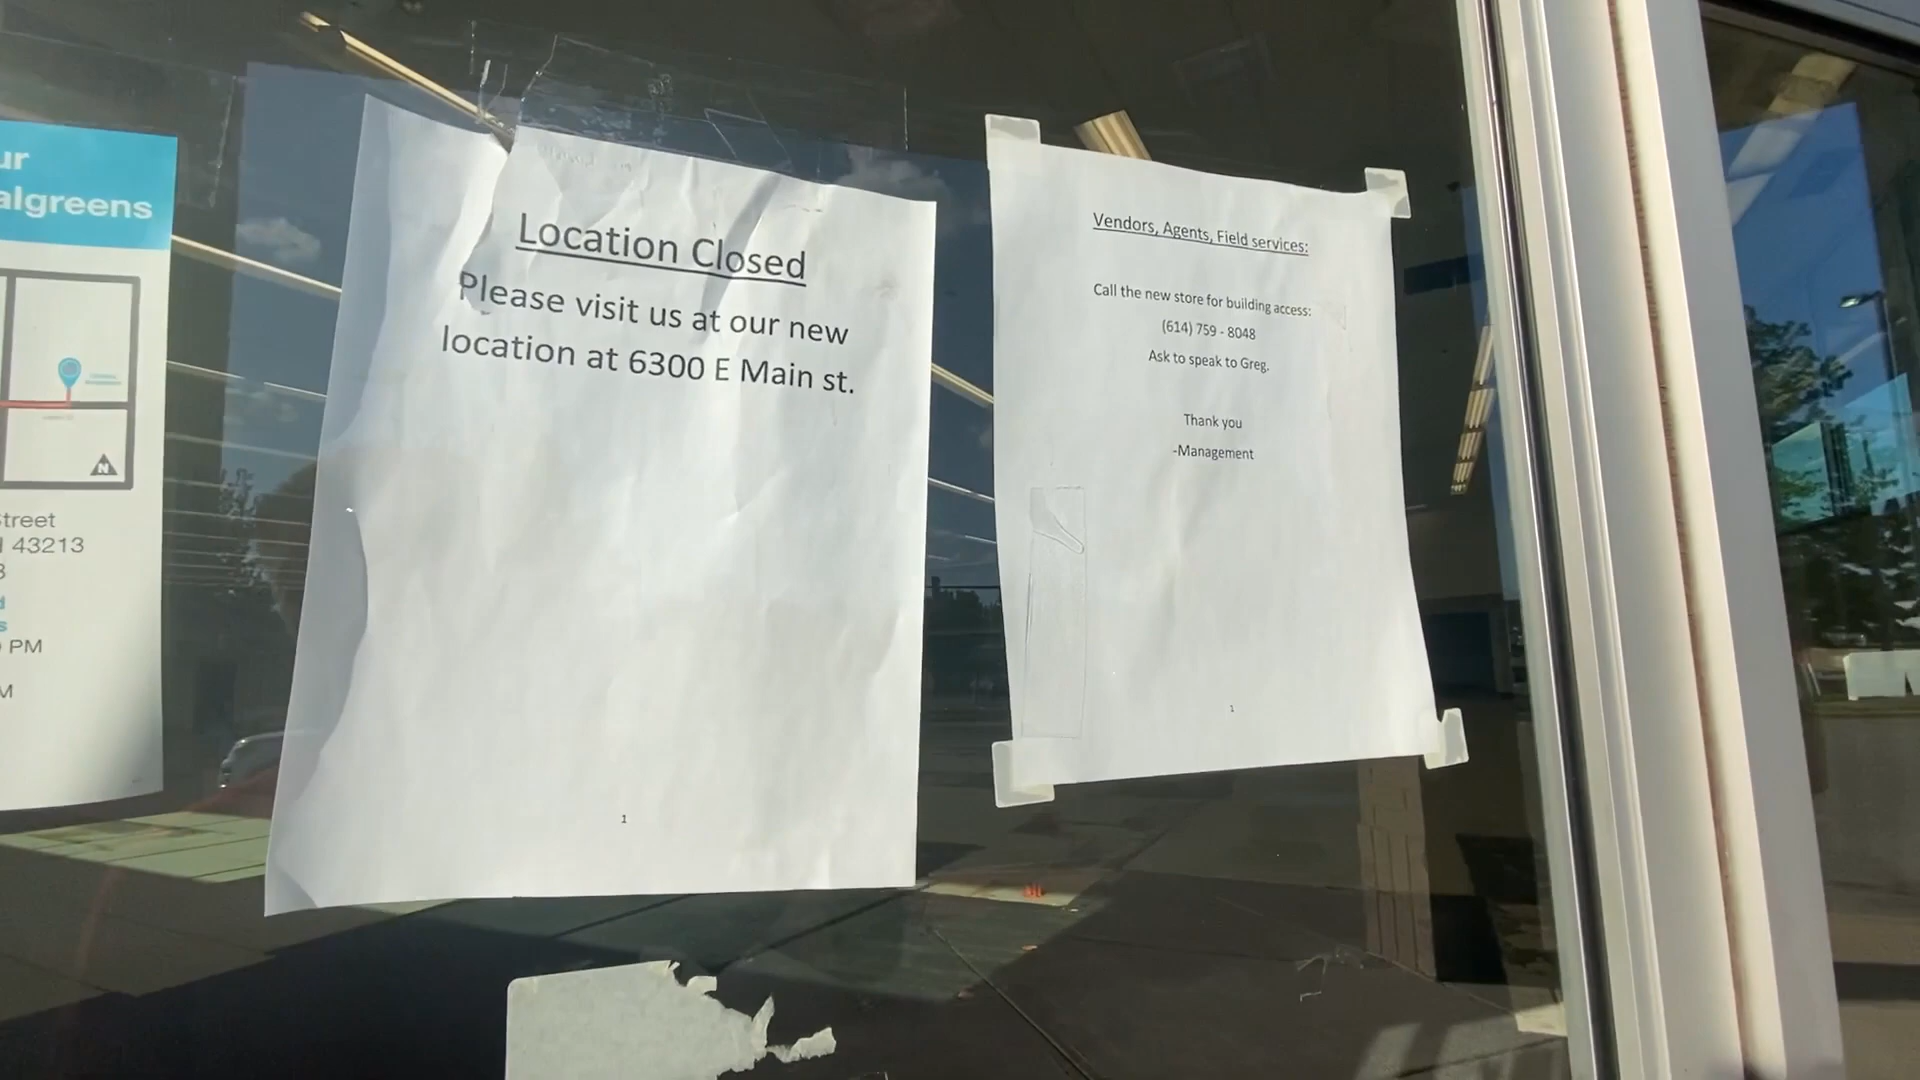 ur
algreens
N
Street
43213
PM
Location Closed
Please visit us at our new
location at 6300 E Main st.
1
Vendors, Agents, Field services:
Call the new store for building access:
(614) 759 - 8048
Ask to speak to Greg.
Thank you
-Management
1